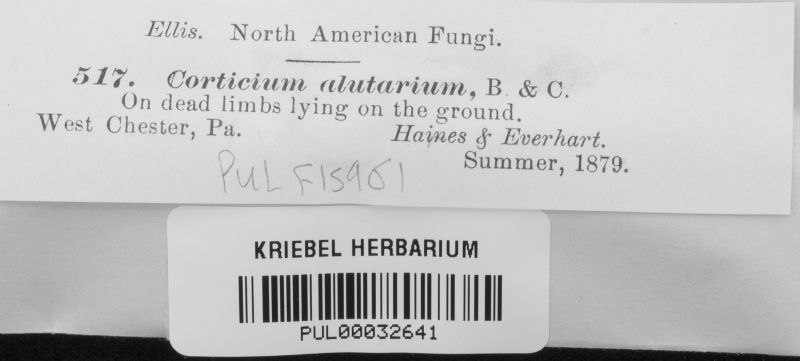 Ellis. North American Fungi.
517. Corticium alutarium, B. & C.
On dead limbs lying on the ground.
West Chester, Pa. Haines & Everhart.
Summer, 1879.
PUL F15961
KRIEBEL HERBARIUM
PUL00032641